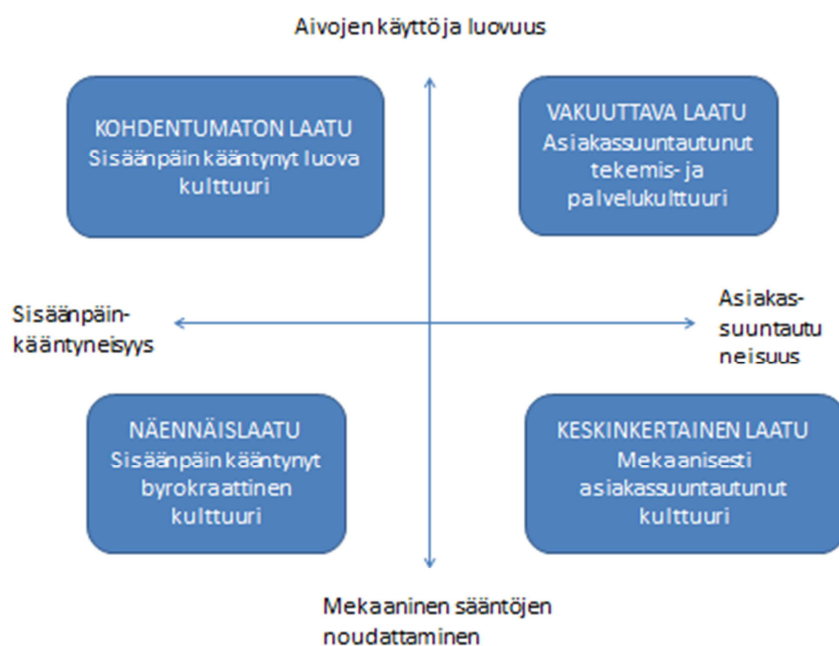 Aivojen käyttö ja luovuus
KOHDENTUMATON LAATU
Sisäänpäin kääntynyt luova
kulttuuri
VAKUUTTAVA LAATU
Asiakassuuntautunut
tekemis- ja
palvelukulttuuri
Sisäänpäin-
kääntyneisyys
Asiakas-
suuntautu
neisuus
NÄENNÄISLAATU
Sisäänpäin kääntynyt
byrokraattinen
kulttuuri
KESKINKERTAINEN LAATU
Mekaanisesti
asiakassuuntautunut
kulttuuri
Mekaaninen sääntöjen
noudattaminen